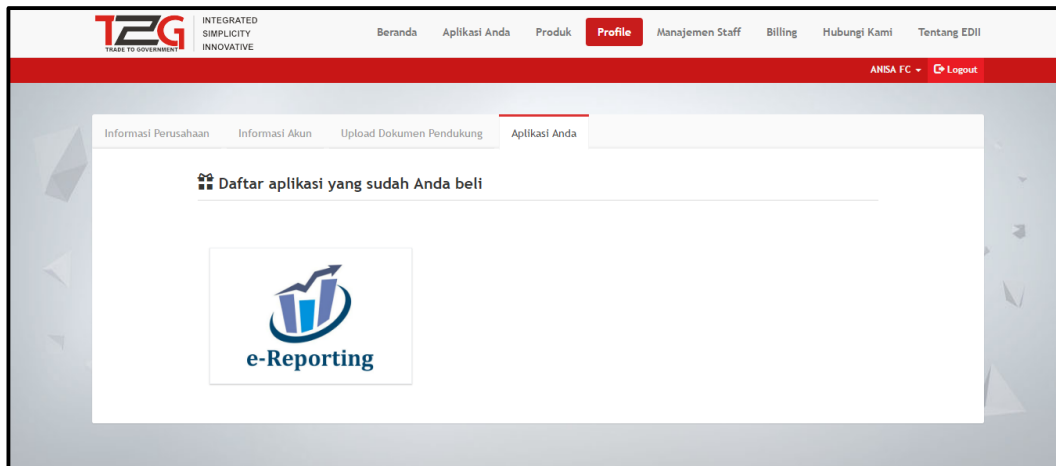 T2G
TRADE TO GOVERNMENT
INTEGRATED
SIMPLICITY
INNOVATIVE
Beranda Aplikasi Anda Produk Profile Manajemen Staff Billing Hubungi Kami Tentang EDII
ANISA FC Logout
Informasi Perusahaan Informasi Akun Upload Dokumen Pendukung Aplikasi Anda
Daftar aplikasi yang sudah Anda beli
e-Reporting